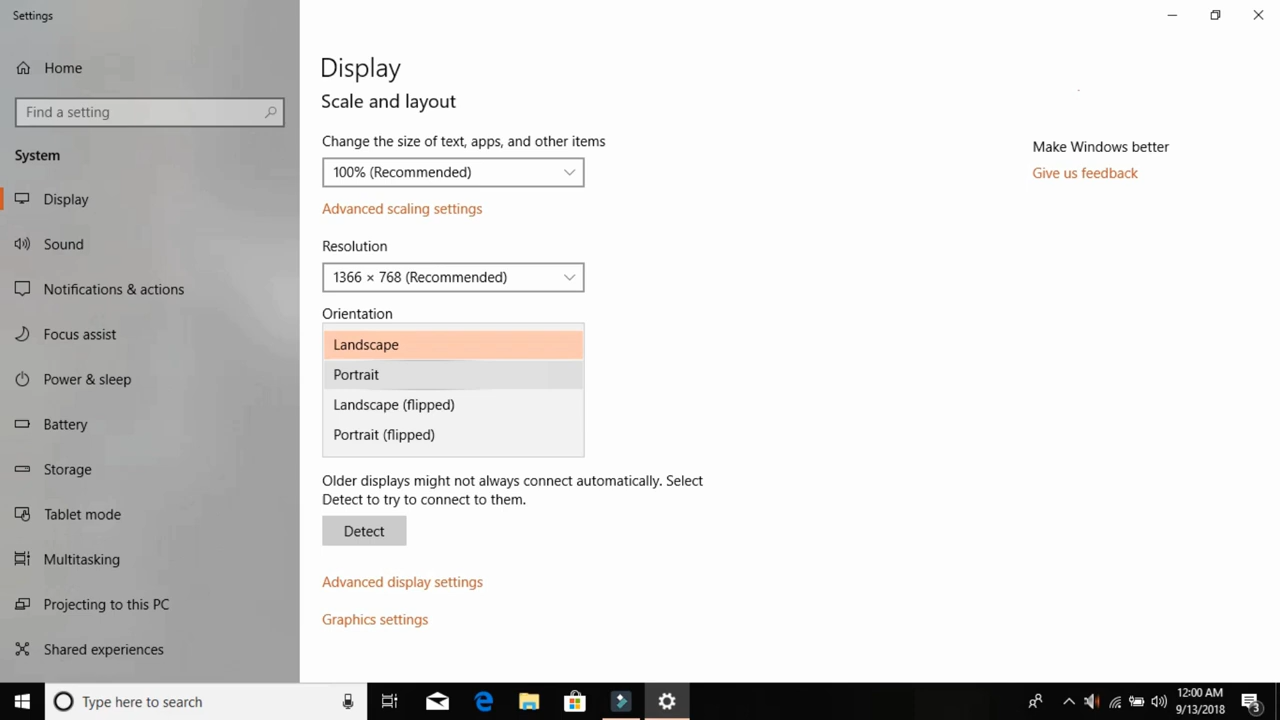 Settings
Home
Find a setting
System
Display
Sound
Notifications & actions
Focus assist
Power & sleep
Battery
Storage
Tablet mode
Multitasking
Projecting to this PC
Shared experiences
Display
Scale and layout
Change the size of text, apps, and other items
100% (Recommended)
Advanced scaling settings
Resolution
1366 × 768 (Recommended)
Orientation
Landscape
Portrait
Landscape (flipped)
Portrait (flipped)
Older displays might not always connect automatically. Select
Detect to try to connect to them.
Detect
Advanced display settings
Graphics settings
Make Windows better
Give us feedback
Type here to search
12:00 AM
9/13/2018
3